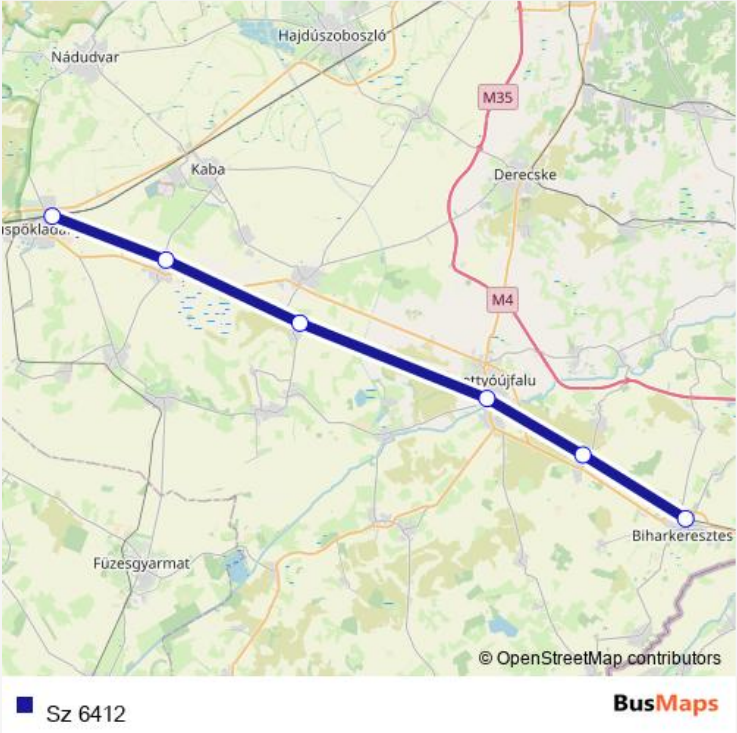 Hajdúszoboszló
Nádudvar
M35
Kaba
Derecske
M4
Biharkeresztes
Füzesgyarmat
© OpenStreetMap contributors
Sz 6412
BusMaps